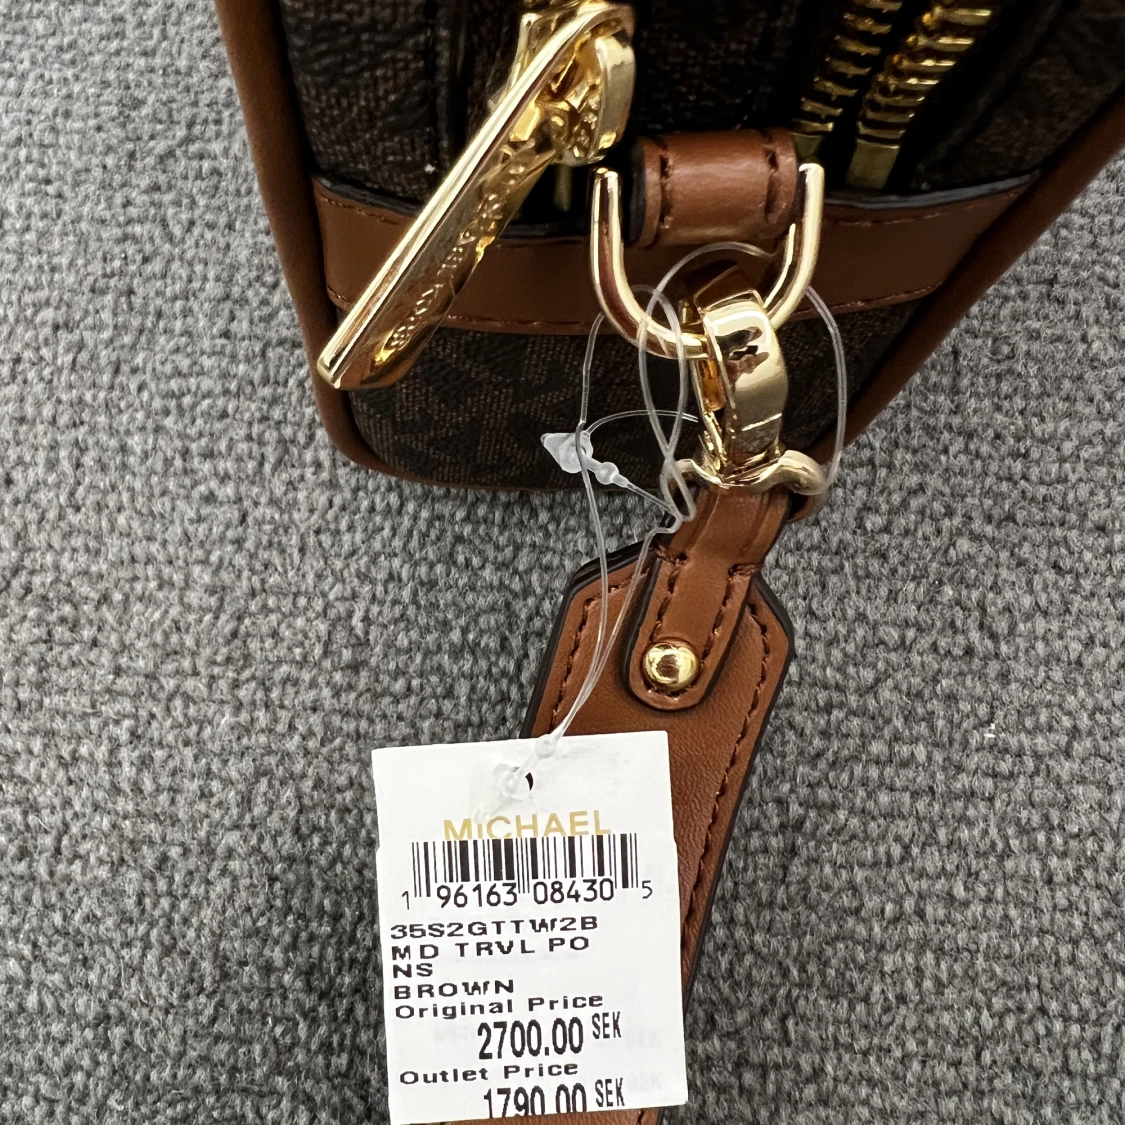 MICHAEL
1 96163 08430 5
35S2GTTW2B
MD TRVL PO
NS
BROWN
Original Price
2700.00 SEK
Outlet Price
1790.00 SEK